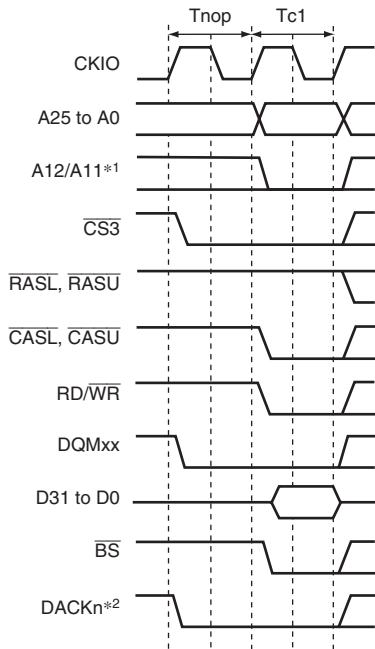 Tnop Tc1
CKIO
A25 to A0
A12/A11*1
CS3
RASL, RASU
CASL, CASU
RD/WR
DQMxx
D31 to D0
BS
DACKn*2